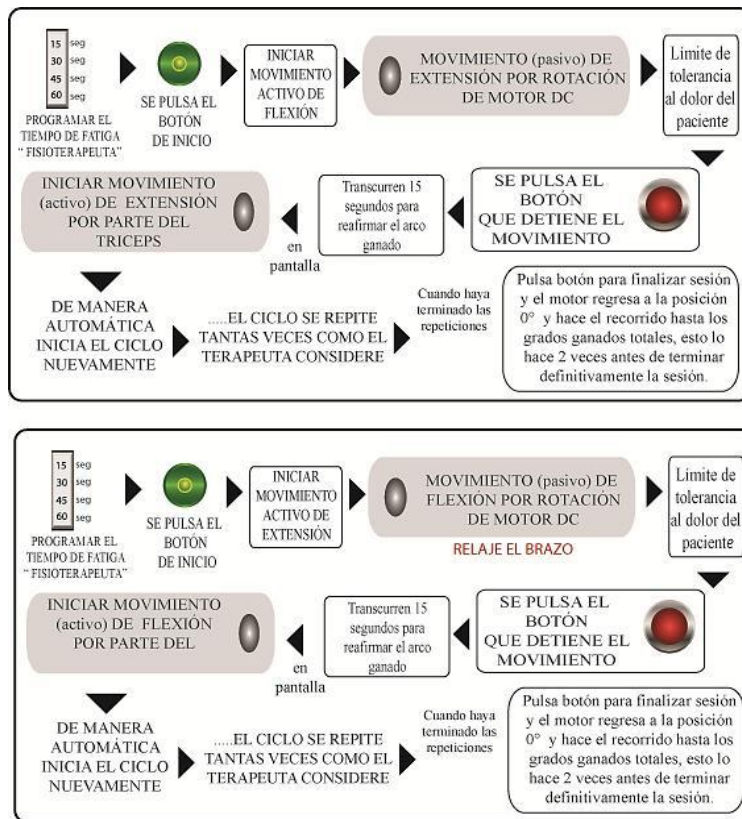 15 seg
30 seg
45 seg
60 seg
PROGRAMAR EL
TIEMPO DE FATIGA
“ FISIOTERAPEUTA”
SE PULSA EL
BOTÓN
DE INICIO
INICIAR
MOVIMIENTO
ACTIVO DE
FLEXIÓN
MOVIMIENTO (pasivo) DE
EXTENSIÓN POR ROTACIÓN
DE MOTOR DC
Límite de
tolerancia
al dolor del
paciente
SE PULSA EL
BOTÓN
QUE DETIENE EL
MOVIMIENTO
Transcurren 15
segundos para
reafirmar el arco
ganado
en
pantalla
INICIAR MOVIMIENTO
(activo) DE EXTENSIÓN
POR PARTE DEL
TRICEPS
DE MANERA
AUTOMÁTICA
INICIA EL CICLO
NUEVAMENTE
.....EL CICLO SE REPITE
TANTAS VECES COMO EL
TERAPEUTA CONSIDERE
Cuando haya
terminado las
repeticiones
Pulsa botón para finalizar sesión
y el motor regresa a la posición
0° y hace el recorrido hasta los
grados ganados totales, esto lo
hace 2 veces antes de terminar
definitivamente la sesión.
15 seg
30 seg
45 seg
60 seg
PROGRAMAR EL
TIEMPO DE FATIGA
“ FISIOTERAPEUTA”
SE PULSA EL
BOTÓN
DE INICIO
INICIAR
MOVIMIENTO
ACTIVO DE
EXTENSIÓN
MOVIMIENTO (pasivo) DE
FLEXIÓN POR ROTACIÓN
DE MOTOR DC
RELAJE EL BRAZO
Límite de
tolerancia
al dolor del
paciente
SE PULSA EL
BOTÓN
QUE DETIENE EL
MOVIMIENTO
Transcurren 15
segundos para
reafirmar el arco
ganado
en
pantalla
INICIAR MOVIMIENTO
(activo) DE FLEXIÓN
POR PARTE DEL
DE MANERA
AUTOMÁTICA
INICIA EL CICLO
NUEVAMENTE
.....EL CICLO SE REPITE
TANTAS VECES COMO EL
TERAPEUTA CONSIDERE
Cuando haya
terminado las
repeticiones
Pulsa botón para finalizar sesión
y el motor regresa a la posición
0° y hace el recorrido hasta los
grados ganados totales, esto lo
hace 2 veces antes de terminar
definitivamente la sesión.